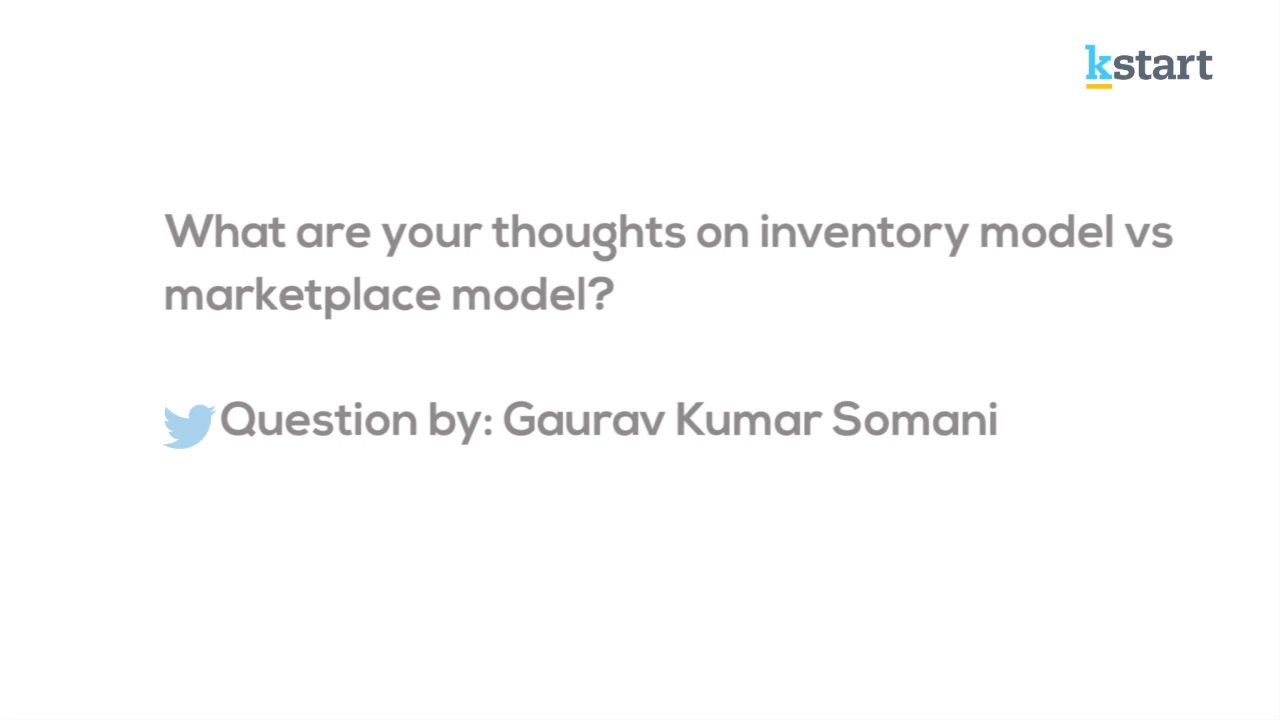 kstart
What are your thoughts on inventory model vs
marketplace model?
Question by: Gaurav Kumar Somani